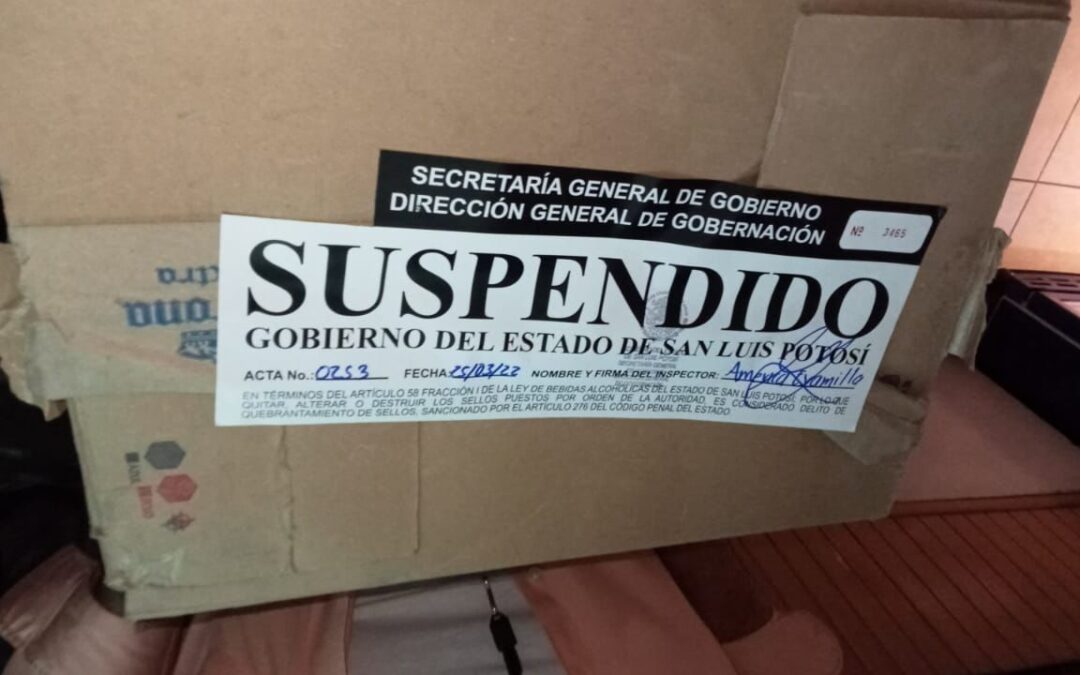 SECRETARÍA GENERAL DE GOBIERNO
DIRECCIÓN GENERAL DE GOBERNACIÓN
Nº 3465
SUSPENDIDO
GOBIERNO DEL ESTADO DE SAN LUIS POTOSÍ
ACTA No.: 0253 FECHA: 25/03/22 NOMBRE Y FIRMA DEL INSPECTOR:
EN TÉRMINOS DEL ARTÍCULO 58 FRACCIÓN I DE LA LEY DE BEBIDAS ALCOHÓLICAS DEL ESTADO DE SAN LUIS POTOSÍ; POR LO QUE
QUITAR, ALTERAR O DESTRUIR LOS SELLOS PUESTOS POR ORDEN DE LA AUTORIDAD, ES CONSIDERADO DELITO DE
QUEBRANTAMIENTO DE SELLOS, SANCIONADO POR EL ARTÍCULO 276 DEL CÓDIGO PENAL DEL ESTADO